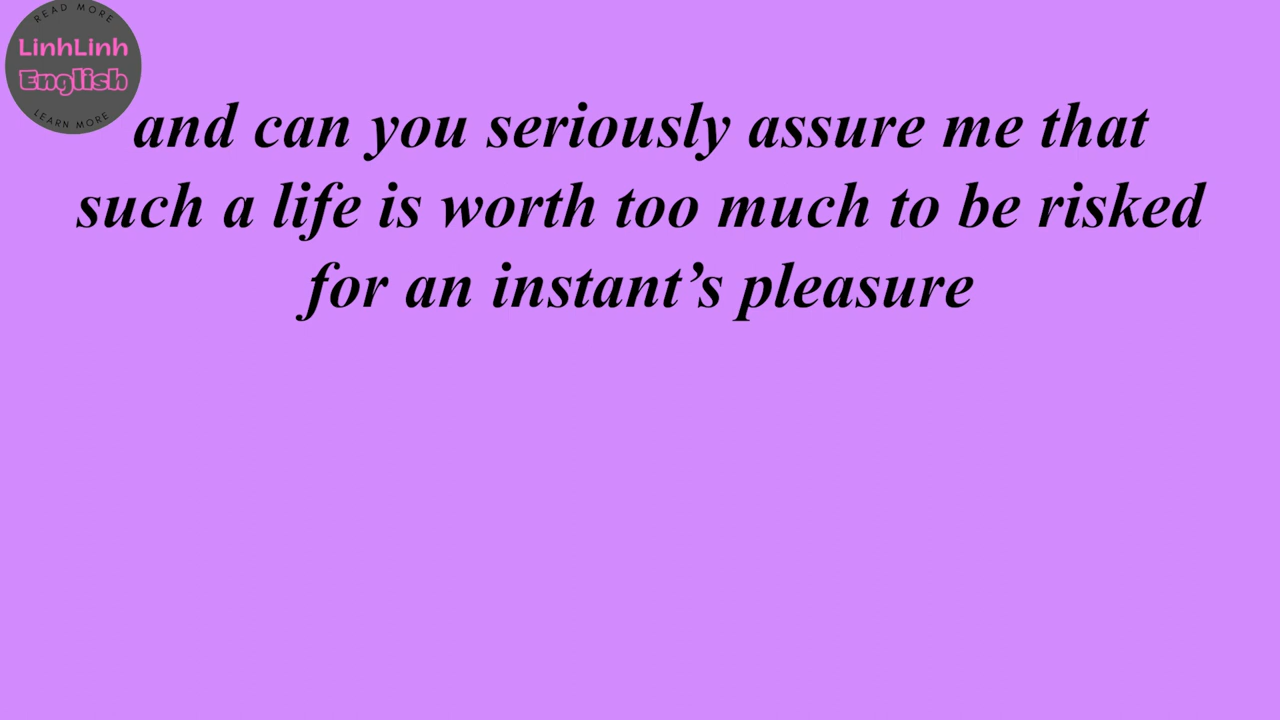 READ MORE
LinhLinh
English
LEARN MORE
and can you seriously assure me that
such a life is worth too much to be risked
for an instant’s pleasure